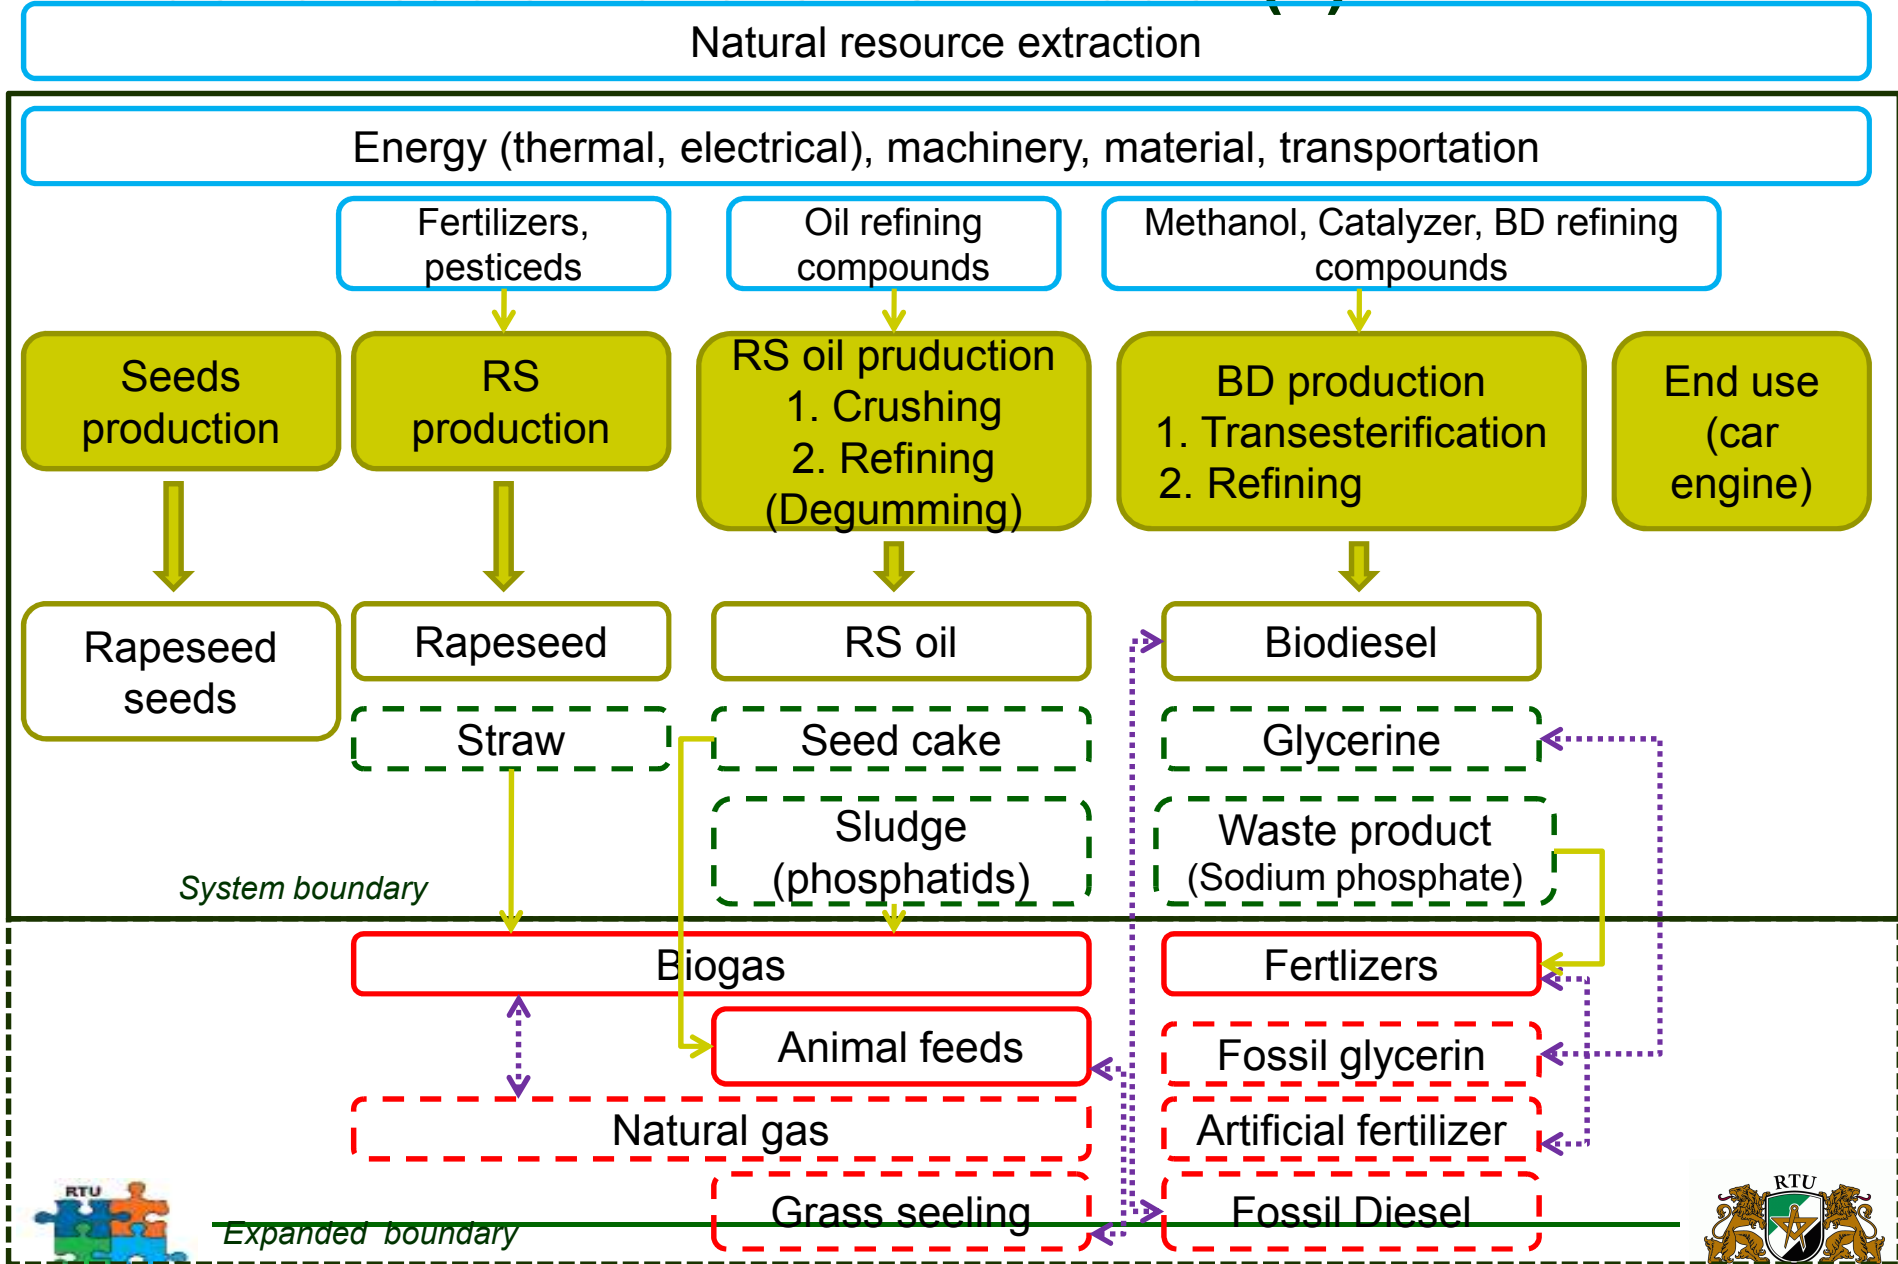 Natural resource extraction
Energy (thermal, electrical), machinery, material, transportation
Fertilizers,
pesticeds
Oil refining
compounds
Methanol, Catalyzer, BD refining
compounds
Seeds
production
RS
production
RS oil pruduction
1. Crushing
2. Refining
(Degumming)
BD production
1. Transesterification
2. Refining
End use
(car
engine)
Rapeseed
seeds
Rapeseed
RS oil
Biodiesel
Straw
Seed cake
Glycerine
Sludge
(phosphatids)
Waste product
(Sodium phosphate)
System boundary
Biogas
Fertlizers
Animal feeds
Fossil glycerin
Natural gas
Artificial fertilizer
Grass seeling
Fossil Diesel
Expanded boundary
RTU
RTU